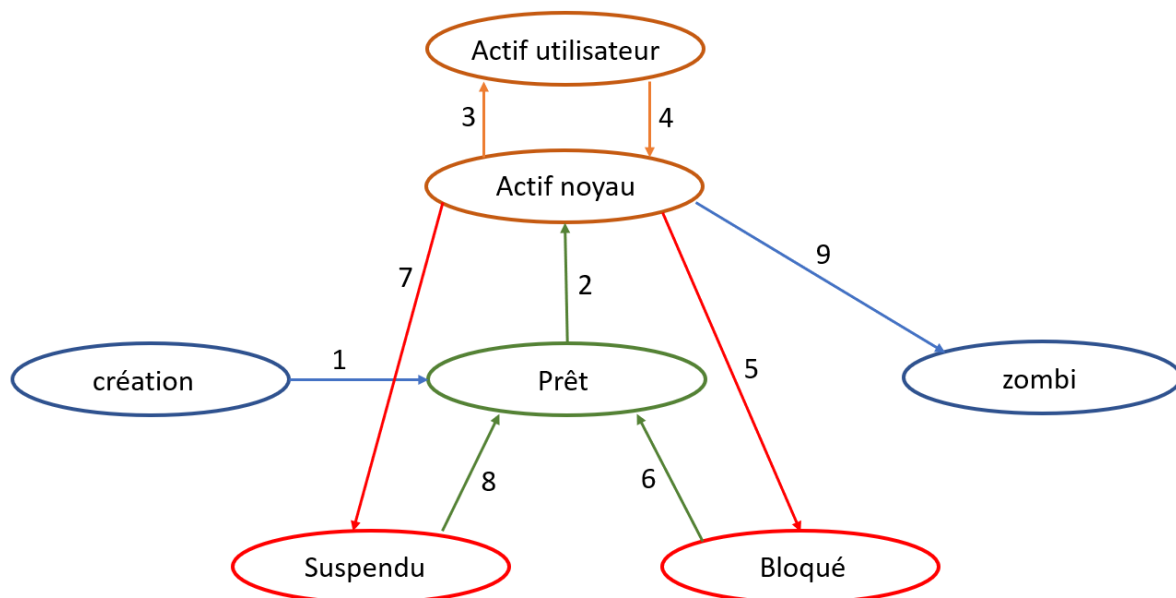 Actif utilisateur
3
4
Actif noyau
7
2
9
création
1
Prêt
5
zombi
8
6
Suspendu
Bloqué